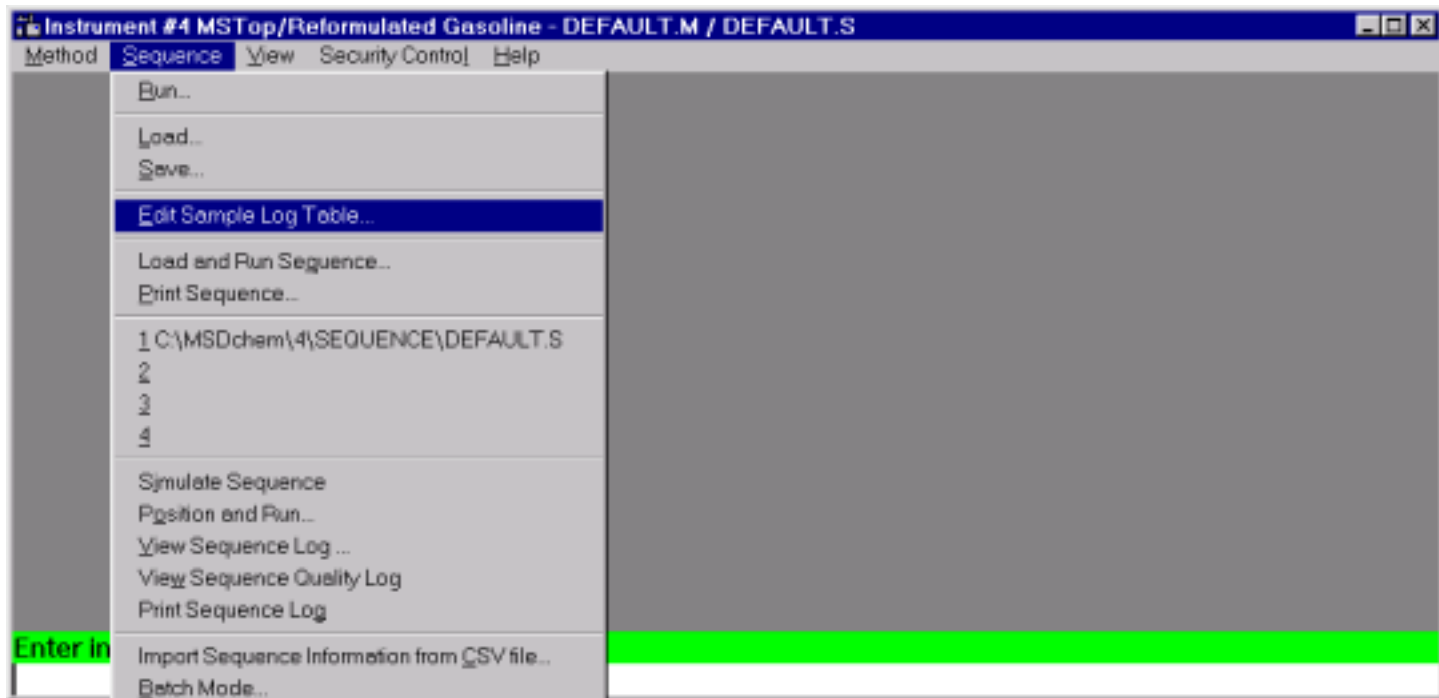 Instrument #4 MSTop/Reformulated Gasoline - DEFAULT.M / DEFAULT.S
Method Sequence View Security Control Help
Run...
Load...
Save...
Edit Sample Log Table...
Load and Run Sequence...
Print Sequence...
1 C:\MSDchem\4\SEQUENCE\DEFAULT.S
2
3
4
Simulate Sequence
Position and Run...
View Sequence Log ...
View Sequence Quality Log
Print Sequence Log
Enter in
Import Sequence Information from CSV file...
Batch Mode...